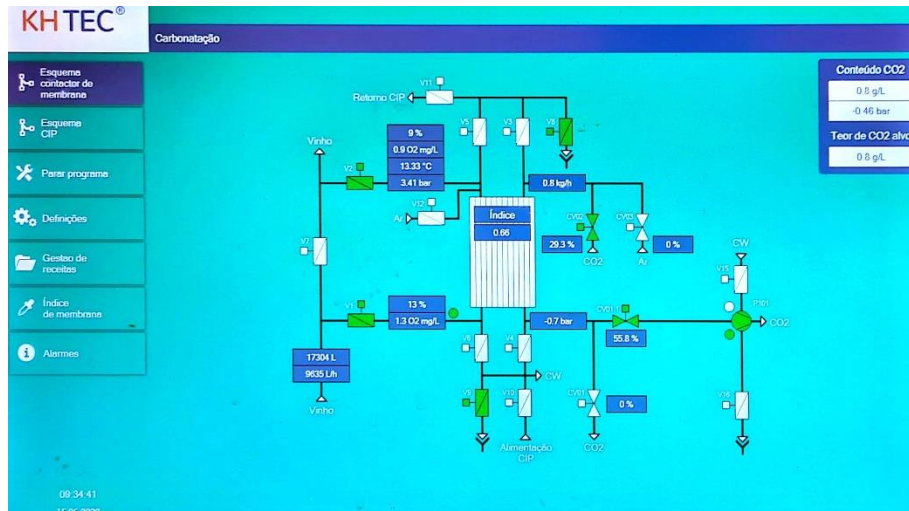 KH TEC®
Carbonatação
Esquema
contactor de
membrana
Esquema
CIP
Parar programa
Definições
Gestao de
receitas
Índice
de membrana
Alarmes
09:34:41
Conteúdo CO2
0.8 g/L
-0.46 bar
Teor de CO2 alvo
0.8 g/L
V11
Retorno CIP
V5
V3
V8
Vinho
9 %
0.9 O2 mg/L
13.33 °C
3.41 bar
V2
V12
Ar
0.8 kg/h
Índice
0.66
CV02
CV03
29.3 %
0 %
CO2
Ar
V7
CW
V15
V1
13 %
1.3 O2 mg/L
-0.7 bar
55.8 %
P101
CO2
17304 L
9635 L/h
Vinho
V6
V4
CW
V9
V10
CV01
0 %
V16
Alimentação
CIP
CO2